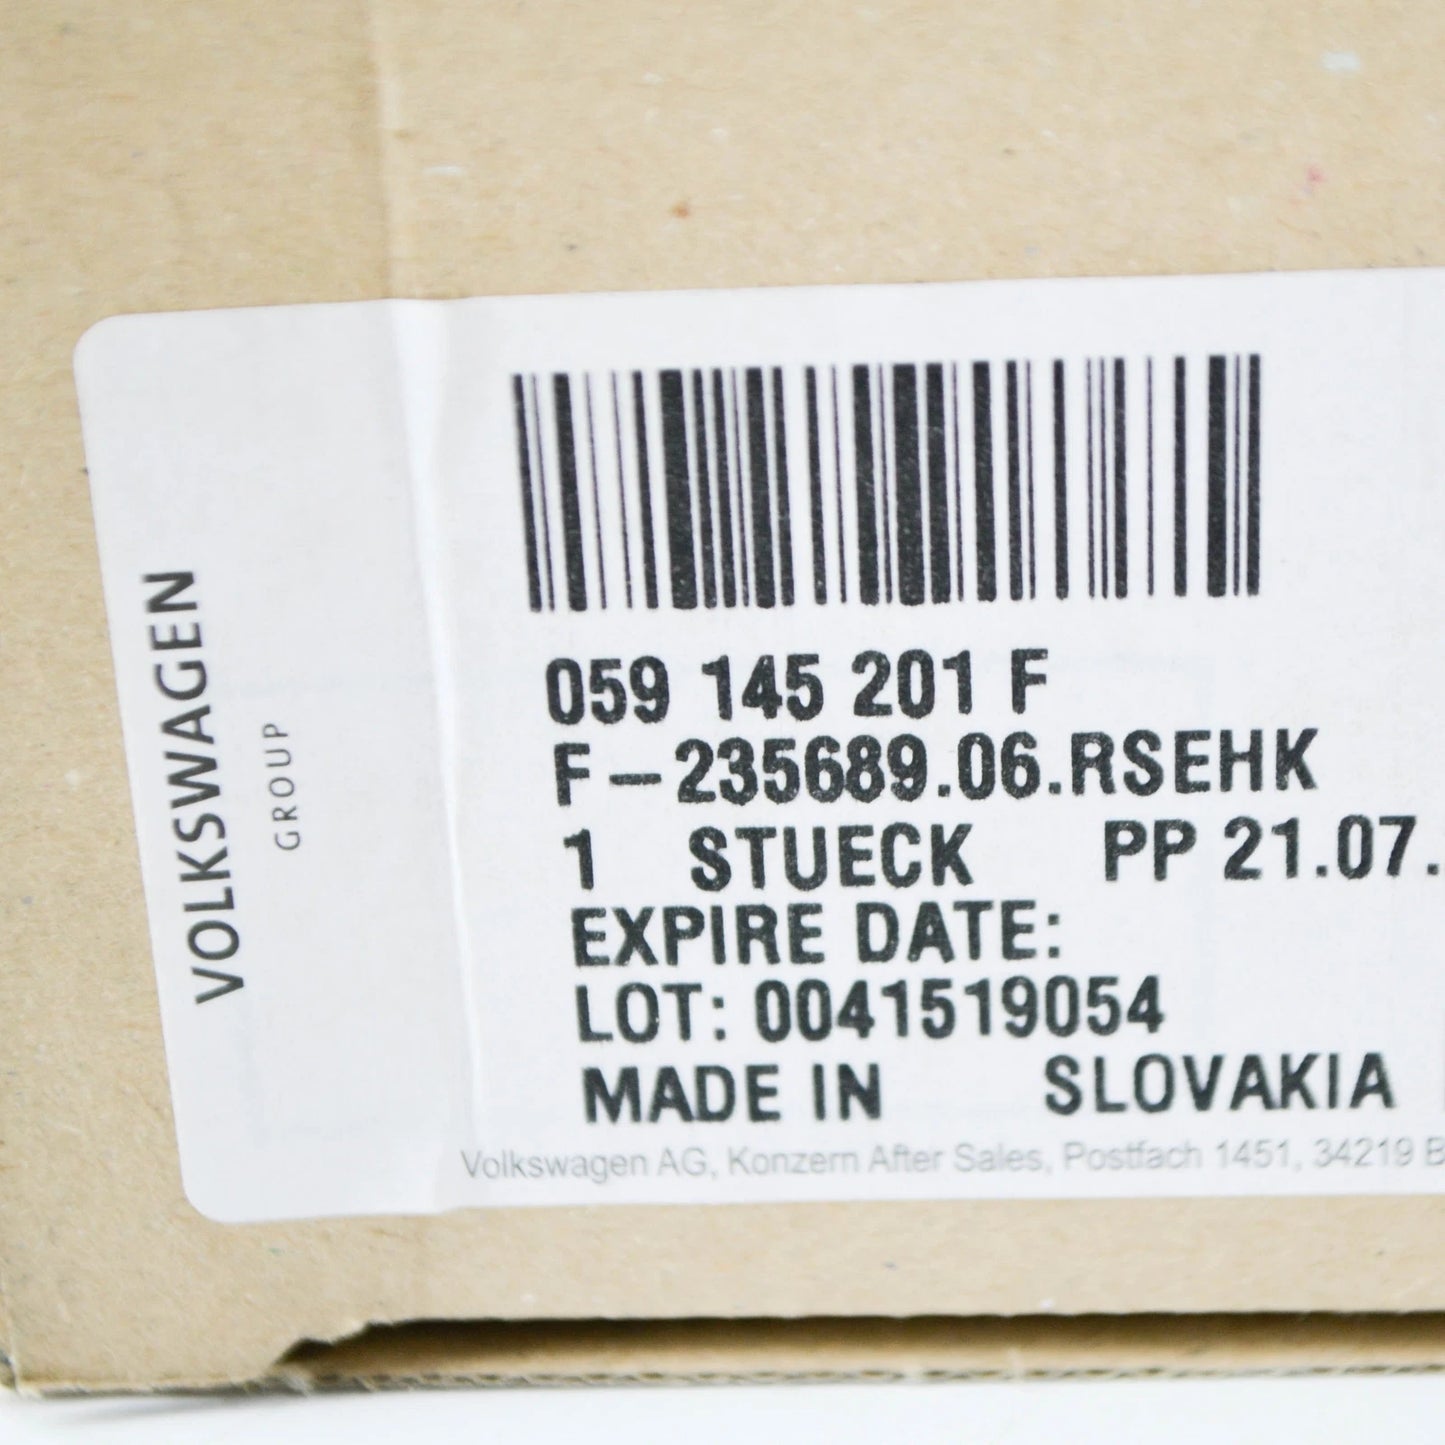 VOLKSWAGEN
GROUP
059 145 201 F
F-235689.06.RSEHK
1 STUECK PP 21.07.
EXPIRE DATE:
LOT: 0041519054
MADE IN SLOVAKIA
Volkswagen AG, Konzern After Sales, Postfach 1451, 34219 B